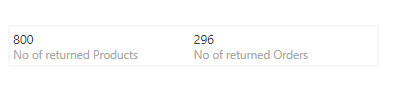 800 296
No of returned Products No of returned Orders